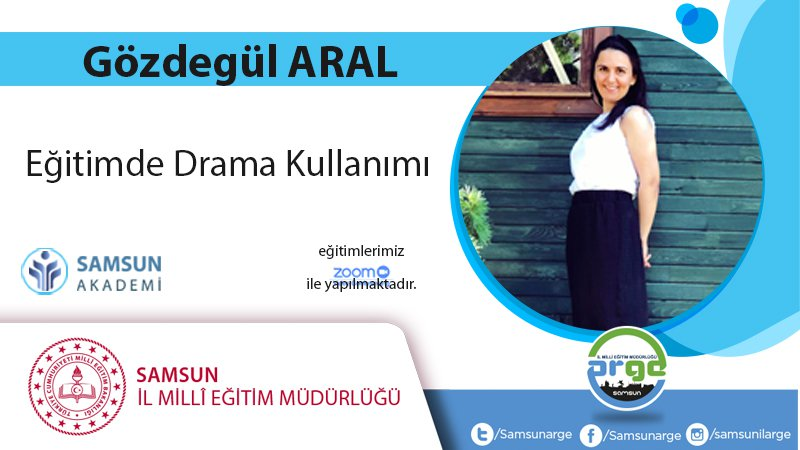 Gözdegül ARAL
Eğitimde Drama Kullanımı
SAMSUN
AKADEMİ
eğitimlerimiz
zoom
ile yapılmaktadır.
TÜRKİYE CUMHURİYETİ MİLLÎ EĞİTİM BAKANLIĞI
SAMSUN
İL MİLLÎ EĞİTİM MÜDÜRLÜĞÜ
İL MİLLİ EĞİTİM MÜDÜRLÜĞÜ
arge
samsun
/Samsunarge
/Samsunarge
/samsunilarge